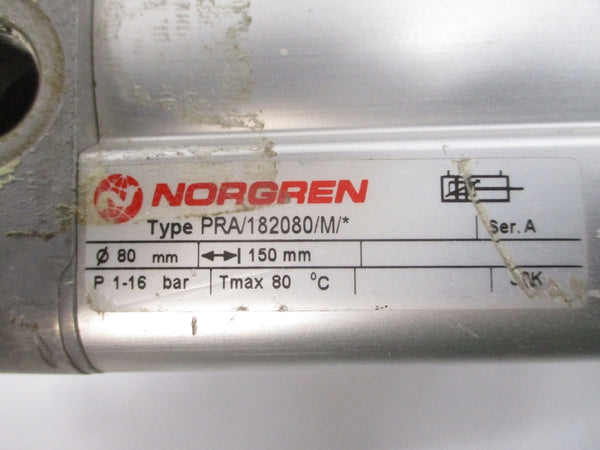 NORGREN
Type PRA/182080/M/* Ser. A
Ø 80 mm 150 mm
P 1-16 bar Tmax 80 °C